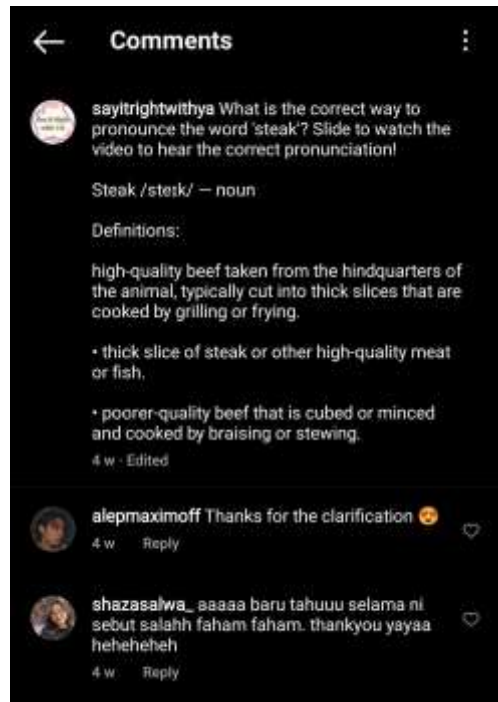 Comments
sayitrightwithya What is the correct way to
pronounce the word 'steak'? Slide to watch the
video to hear the correct pronunciation!
Steak /steɪk/ — noun
Definitions:
high-quality beef taken from the hindquarters of
the animal, typically cut into thick slices that are
cooked by grilling or frying.
• thick slice of steak or other high-quality meat
or fish.
• poorer-quality beef that is cubed or minced
and cooked by braising or stewing.
4 w · Edited
alepmaximoff Thanks for the clarification 😍
4 w Reply
shazasalwa_ aaaaa baru tahuuu selama ni
sebut salahh faham faham. thankyou yayaa
heheheheh
4 w Reply